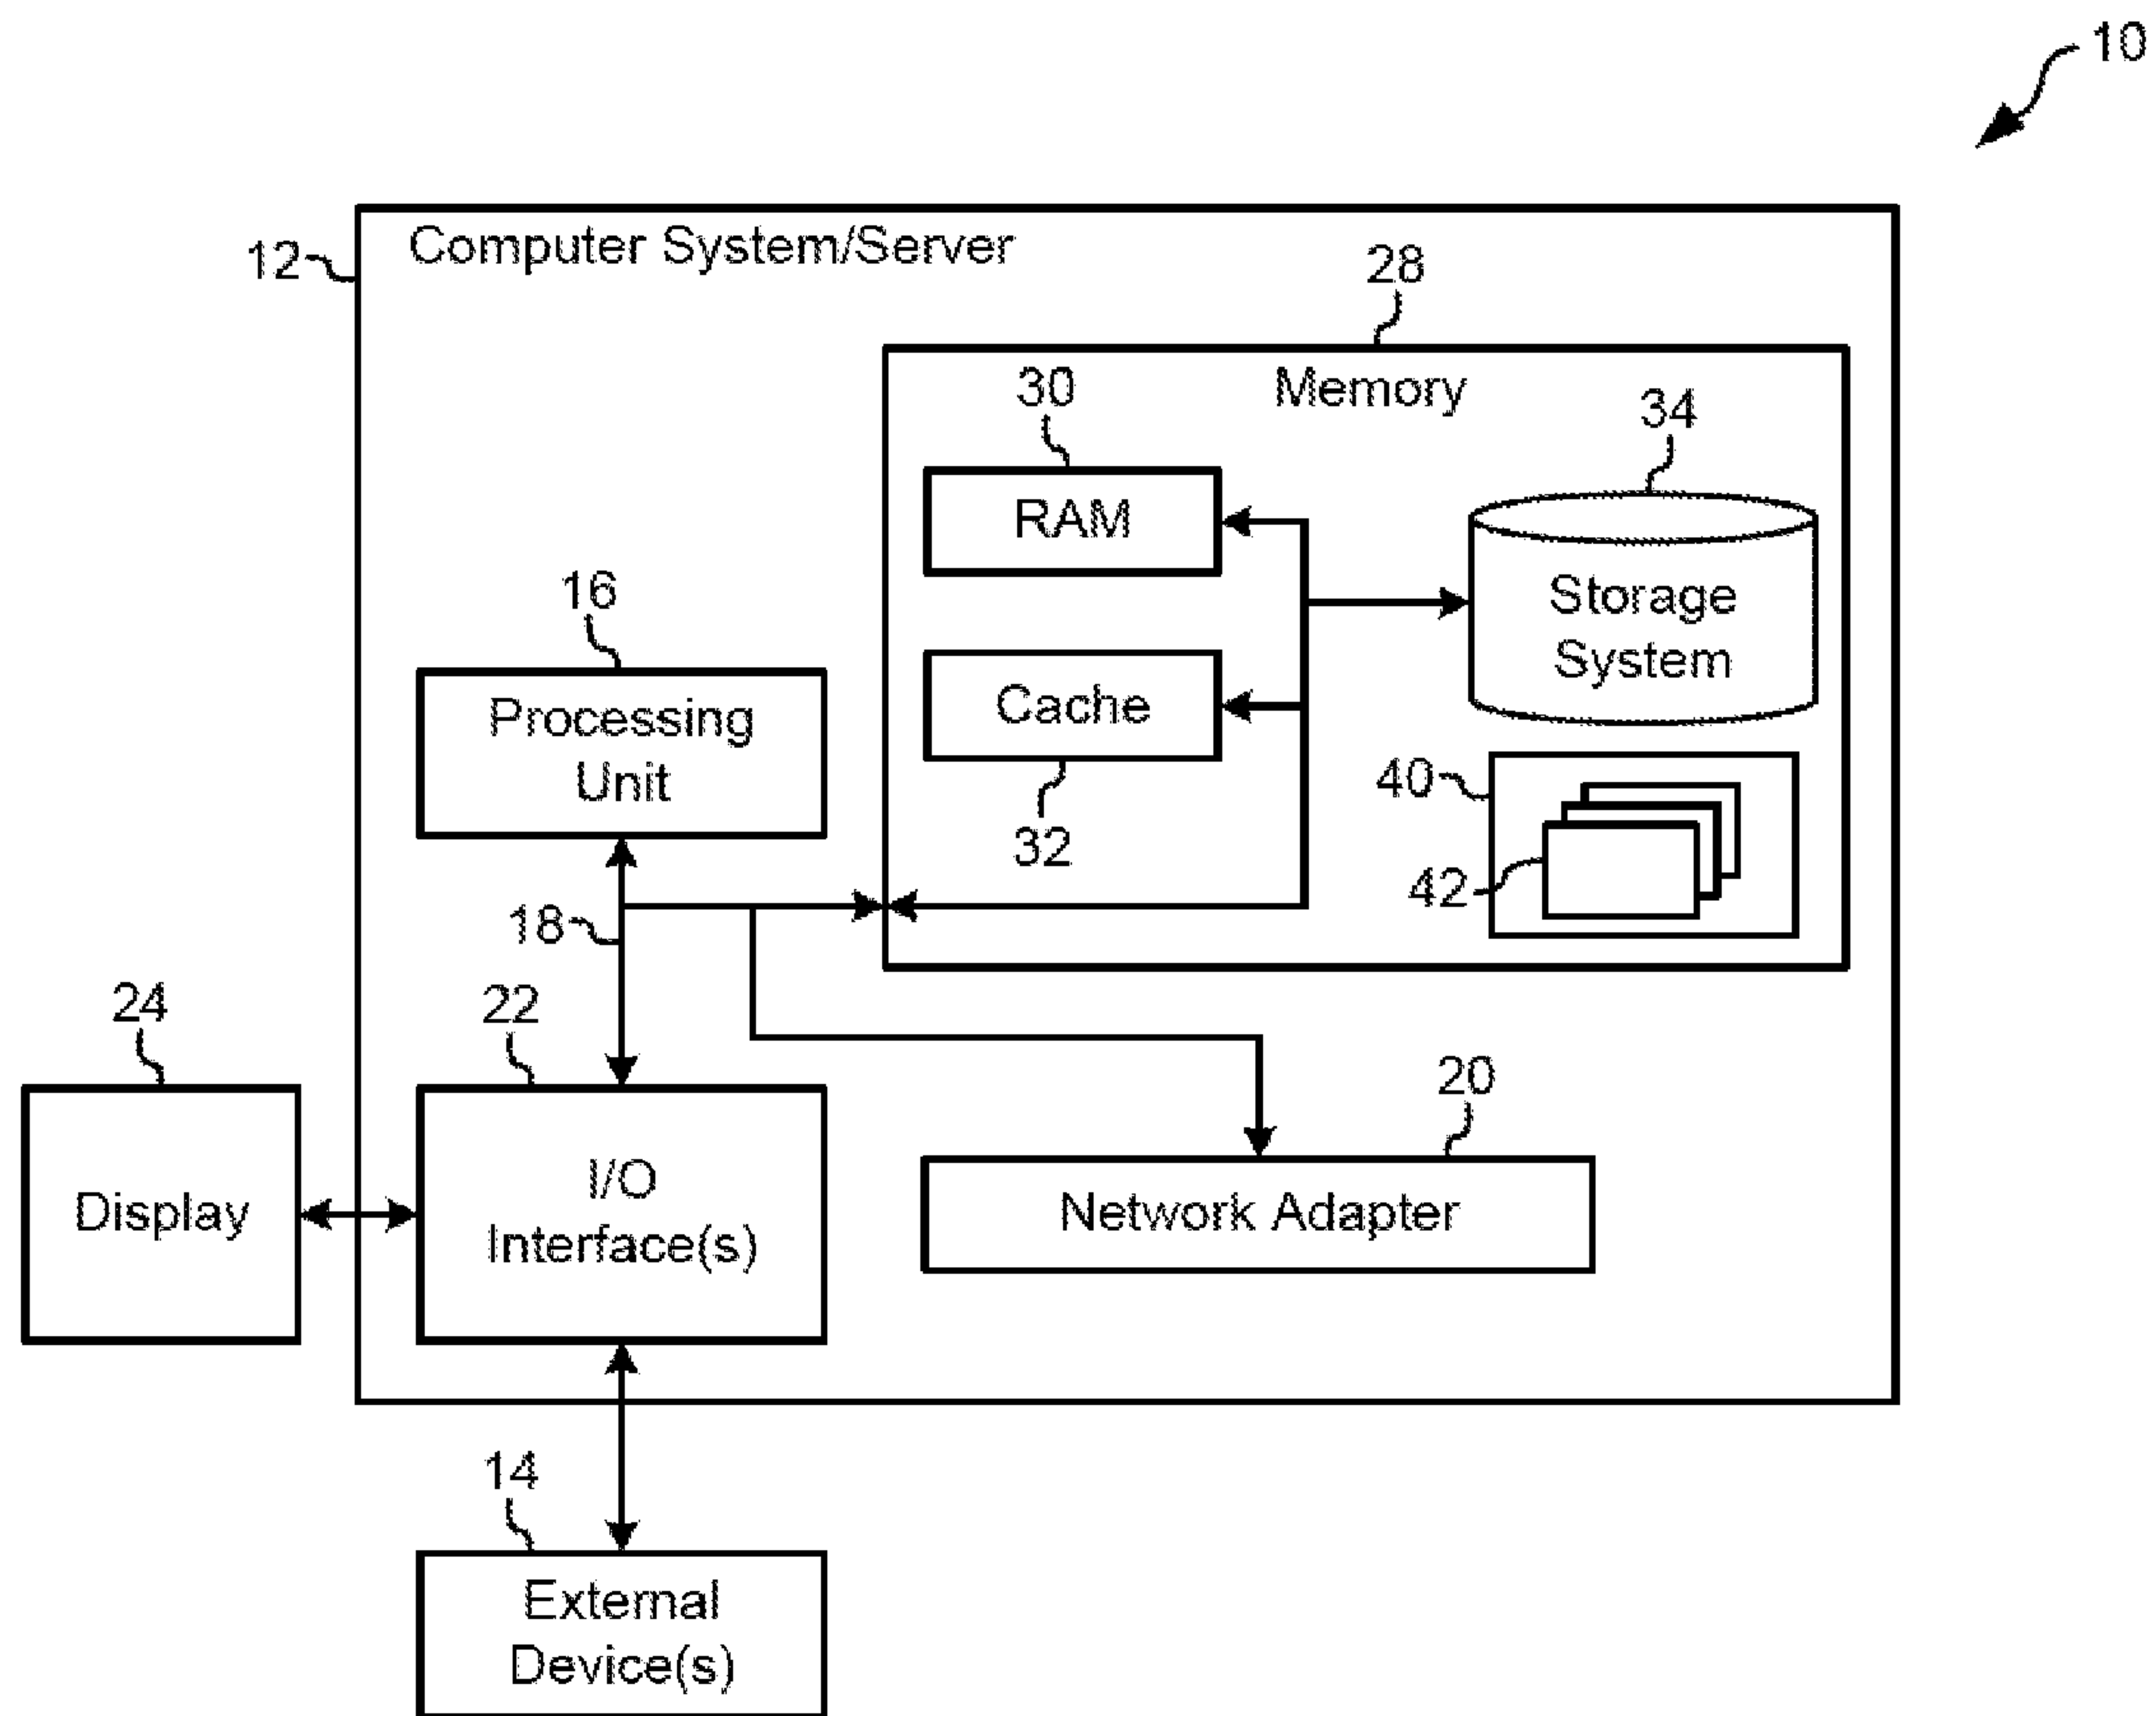 10
12
Computer System/Server
28
30
Memory
34
RAM
Storage
System
16
Processing
Unit
Cache
32
40
42
18
24
22
20
Display
I/O
Interface(s)
Network Adapter
14
External
Device(s)